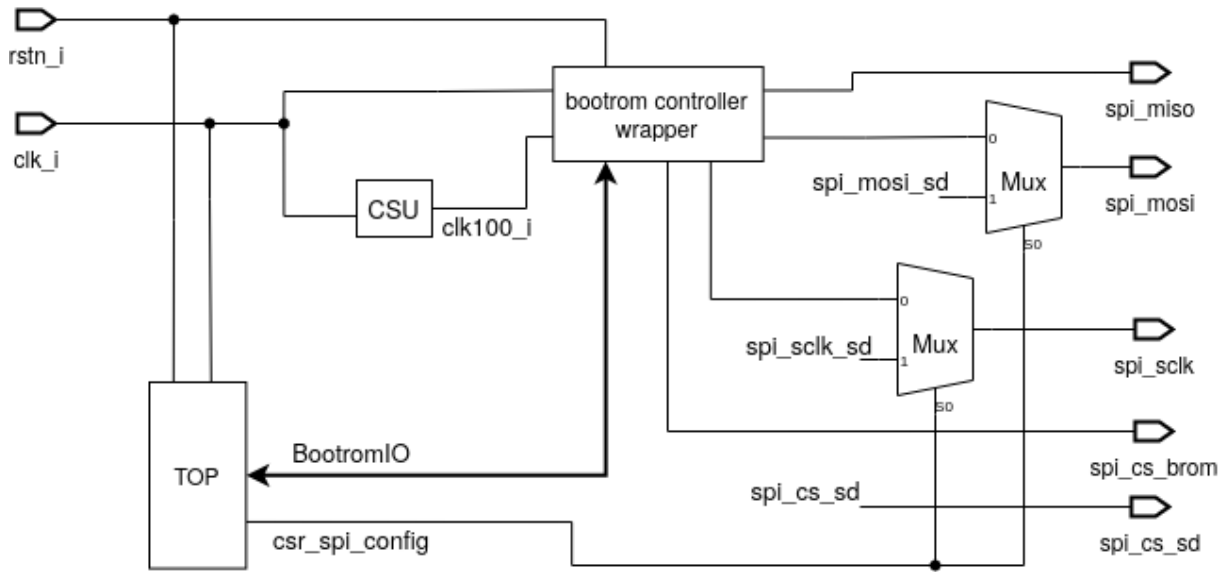 rstn_i
clk_i
bootrom controller
wrapper
CSU
clk100_i
spi_miso
0
spi_mosi_sd
1
Mux
S0
spi_mosi
0
spi_sclk_sd
1
Mux
S0
spi_sclk
TOP
BootromIO
csr_spi_config
spi_cs_brom
spi_cs_sd
spi_cs_sd